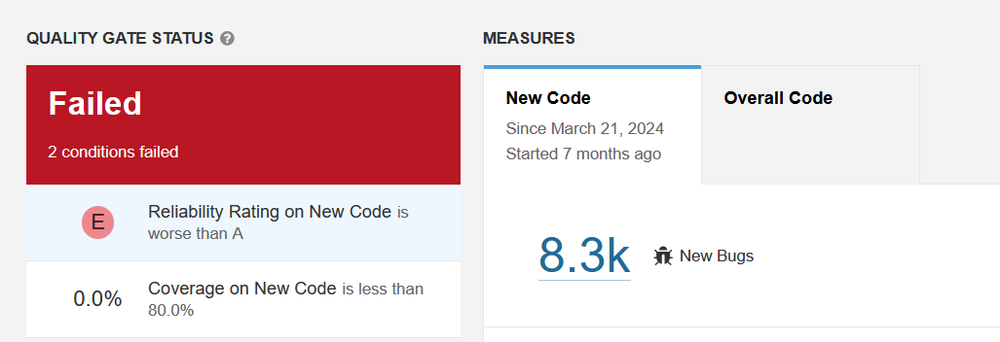 QUALITY GATE STATUS ?
Failed
2 conditions failed
E
Reliability Rating on New Code is
worse than A
0.0%
Coverage on New Code is less than
80.0%
MEASURES
New Code
Since March 21, 2024
Started 7 months ago
Overall Code
8.3k
New Bugs